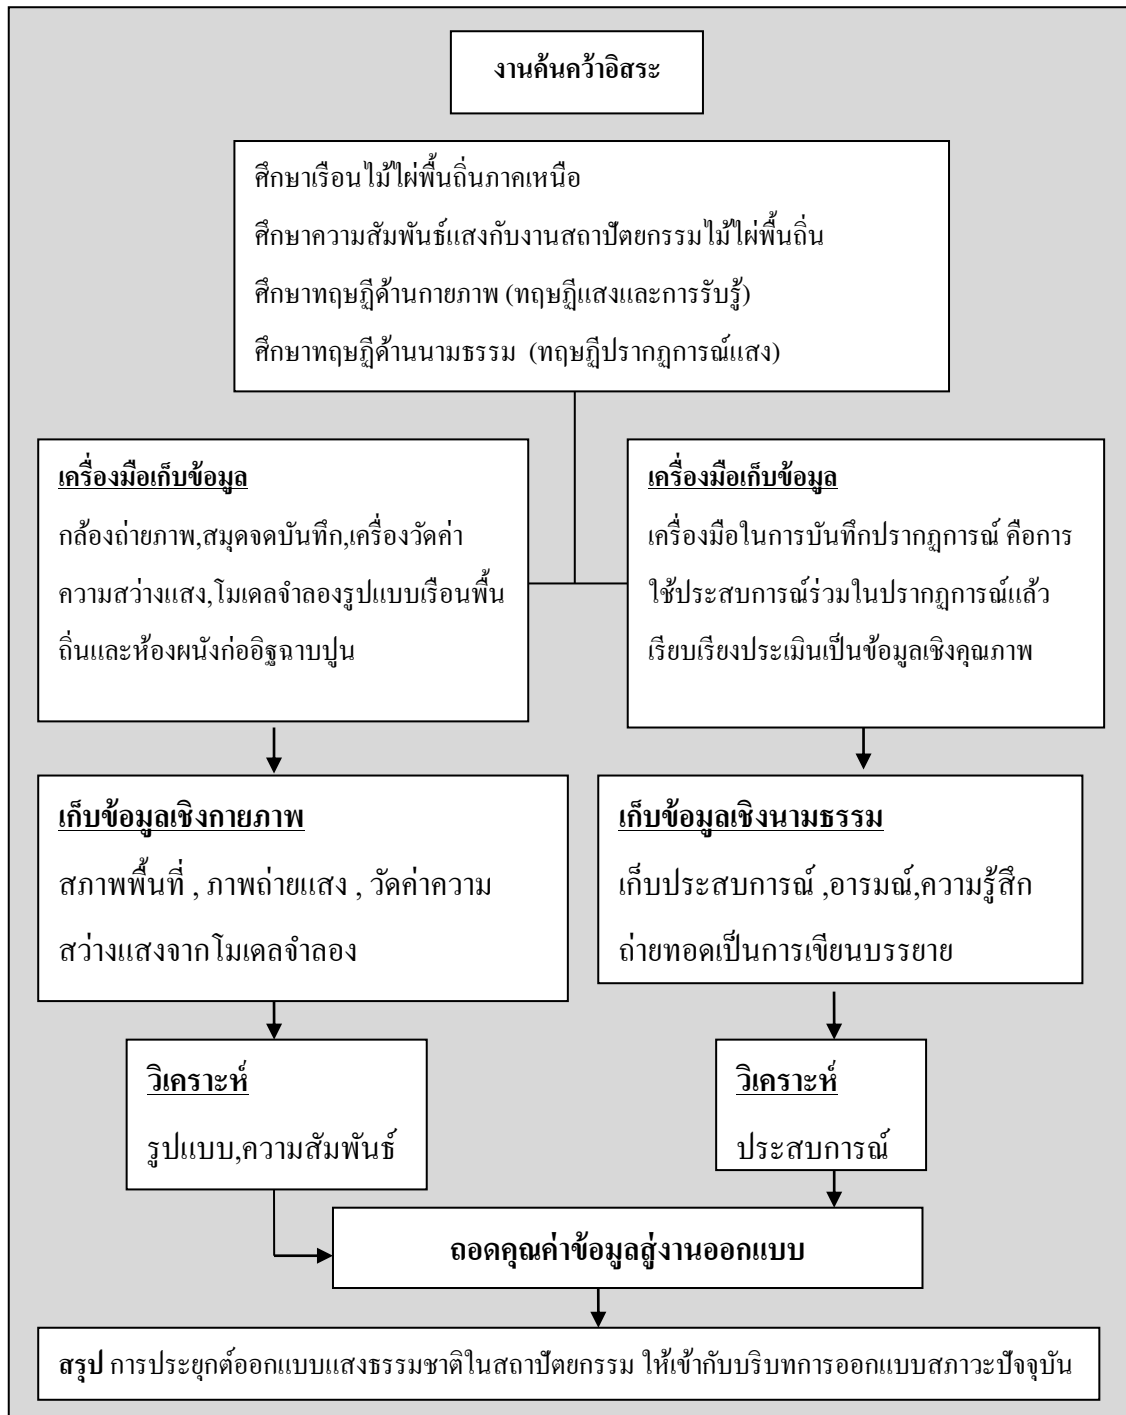 งานค้นคว้าอิสระ
ศึกษาเรือนไม้ไผ่พื้นถิ่นภาคเหนือ
ศึกษาความสัมพันธ์แสงกับงานสถาปัตยกรรมไม้ไผ่พื้นถิ่น
ศึกษาทฤษฏีด้านกายภาพ (ทฤษฏีแสงและการรับรู้)
ศึกษาทฤษฏีด้านนามธรรม (ทฤษฏีปรากฏการณ์แสง)
เครื่องมือเก็บข้อมูล
กล้องถ่ายภาพ,สมุดจดบันทึก,เครื่องวัดค่า
ความสว่างแสง,โมเดลจำลองรูปแบบเรือนพื้น
ถิ่นและห้องผนังก่ออิฐฉาบปูน
เครื่องมือเก็บข้อมูล
เครื่องมือในการบันทึกปรากฏการณ์ คือการ
ใช้ประสบการณ์ร่วมในปรากฏการณ์แล้ว
เรียบเรียงประเมินเป็นข้อมูลเชิงคุณภาพ
เก็บข้อมูลเชิงกายภาพ
สภาพพื้นที่ , ภาพถ่ายแสง , วัดค่าความ
สว่างแสงจากโมเดลจำลอง
เก็บข้อมูลเชิงนามธรรม
เก็บประสบการณ์ ,อารมณ์,ความรู้สึก
ถ่ายทอดเป็นการเขียนบรรยาย
วิเคราะห์
รูปแบบ,ความสัมพันธ์
วิเคราะห์
ประสบการณ์
ถอดคุณค่าข้อมูลสู่งานออกแบบ
สรุป การประยุกต์ออกแบบแสงธรรมชาติในสถาปัตยกรรม ให้เข้ากับบริบทการออกแบบสภาวะปัจจุบัน